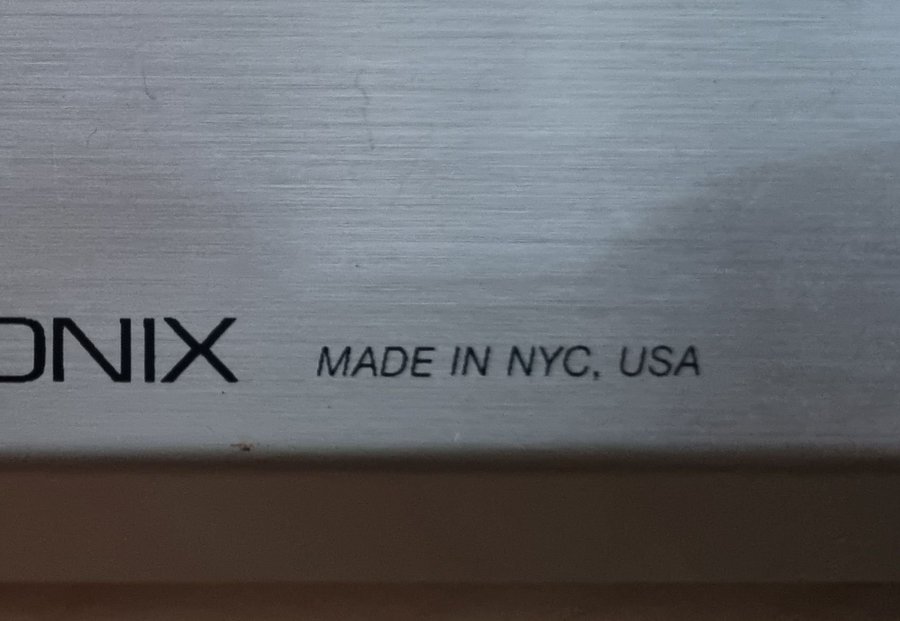 ONIX MADE IN NYC, USA